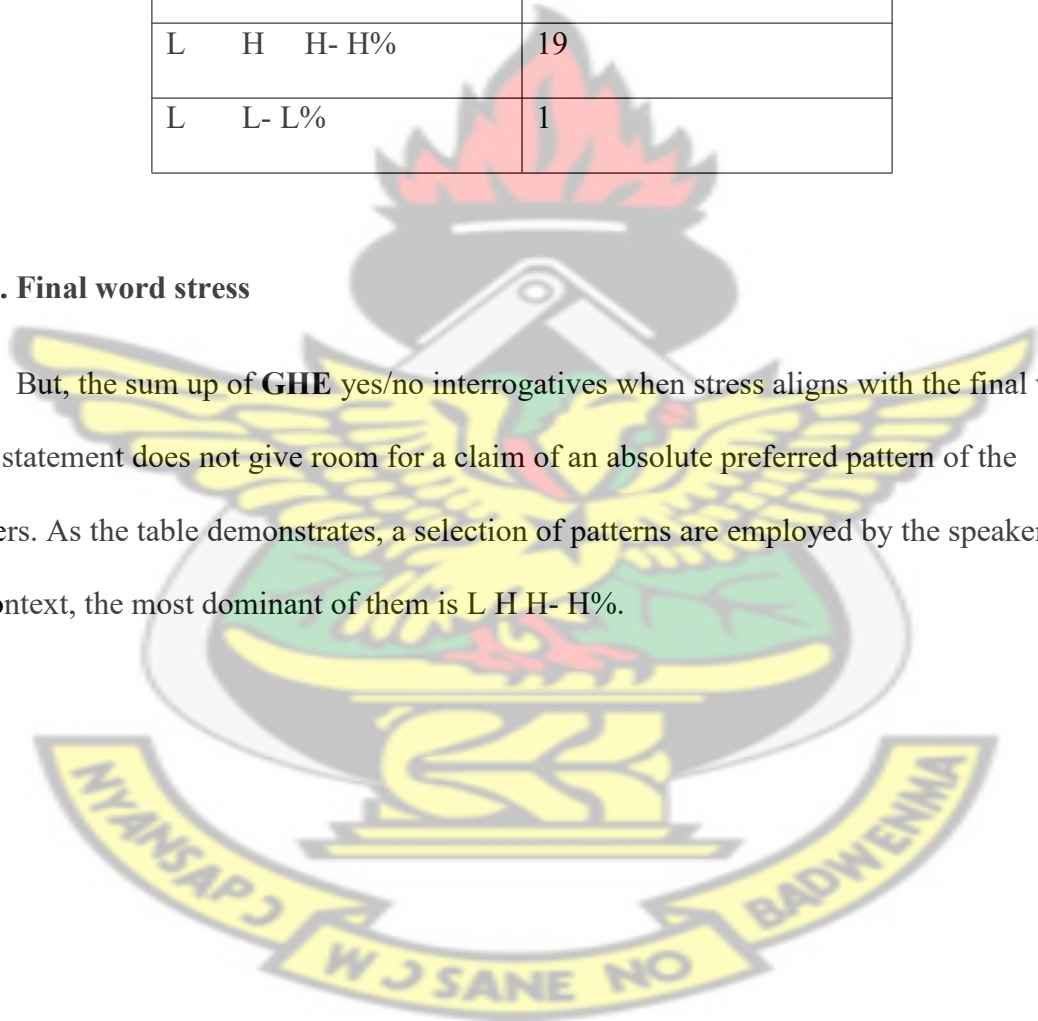 L H H- H% 19
L L- L% 1
. Final word stress
But, the sum up of GHE yes/no interrogatives when stress aligns with the final
statement does not give room for a claim of an absolute preferred pattern of the
ers. As the table demonstrates, a selection of patterns are employed by the speake
ontext, the most dominant of them is L H H- H%.
NYANSAPƆ
WƆSANE NO
BADWENMA